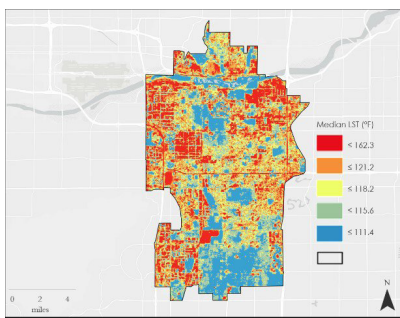 Median LST (°F)
≤ 162.3
≤ 121.2
≤ 118.2
≤ 115.6
≤ 111.4
N
0 2 4
miles